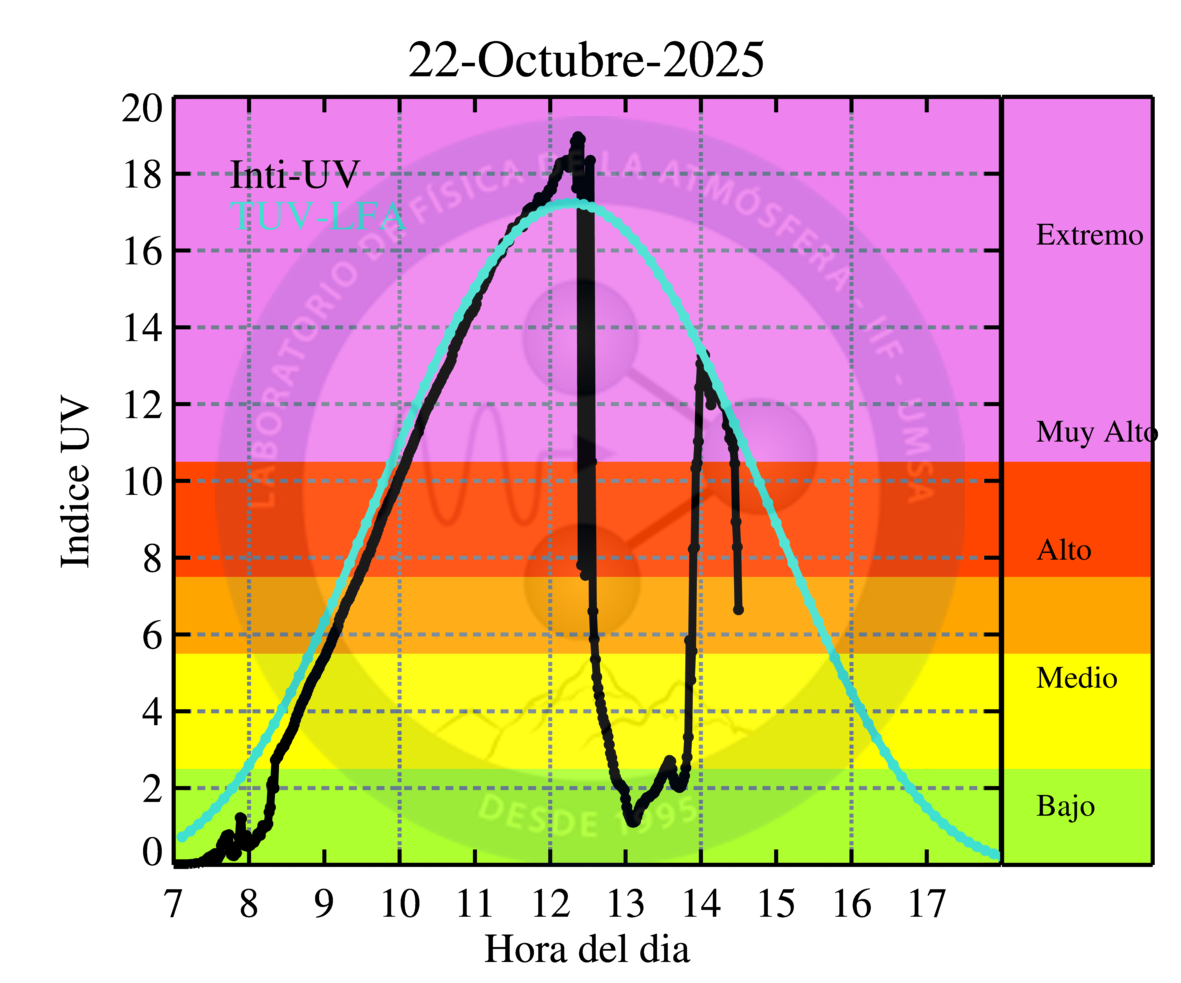 22-Octubre-2025
20
18
16
14
12
10
8
6
4
2
0
Indice UV
Inti-UV
TUV-LFA
LABORATORIO DE FÍSICA DE LA ATMÓSFERA - IIF - UMSA
DESDE 1995
Extremo
Muy Alto
Alto
Medio
Bajo
7 8 9 10 11 12 13 14 15 16 17
Hora del dia